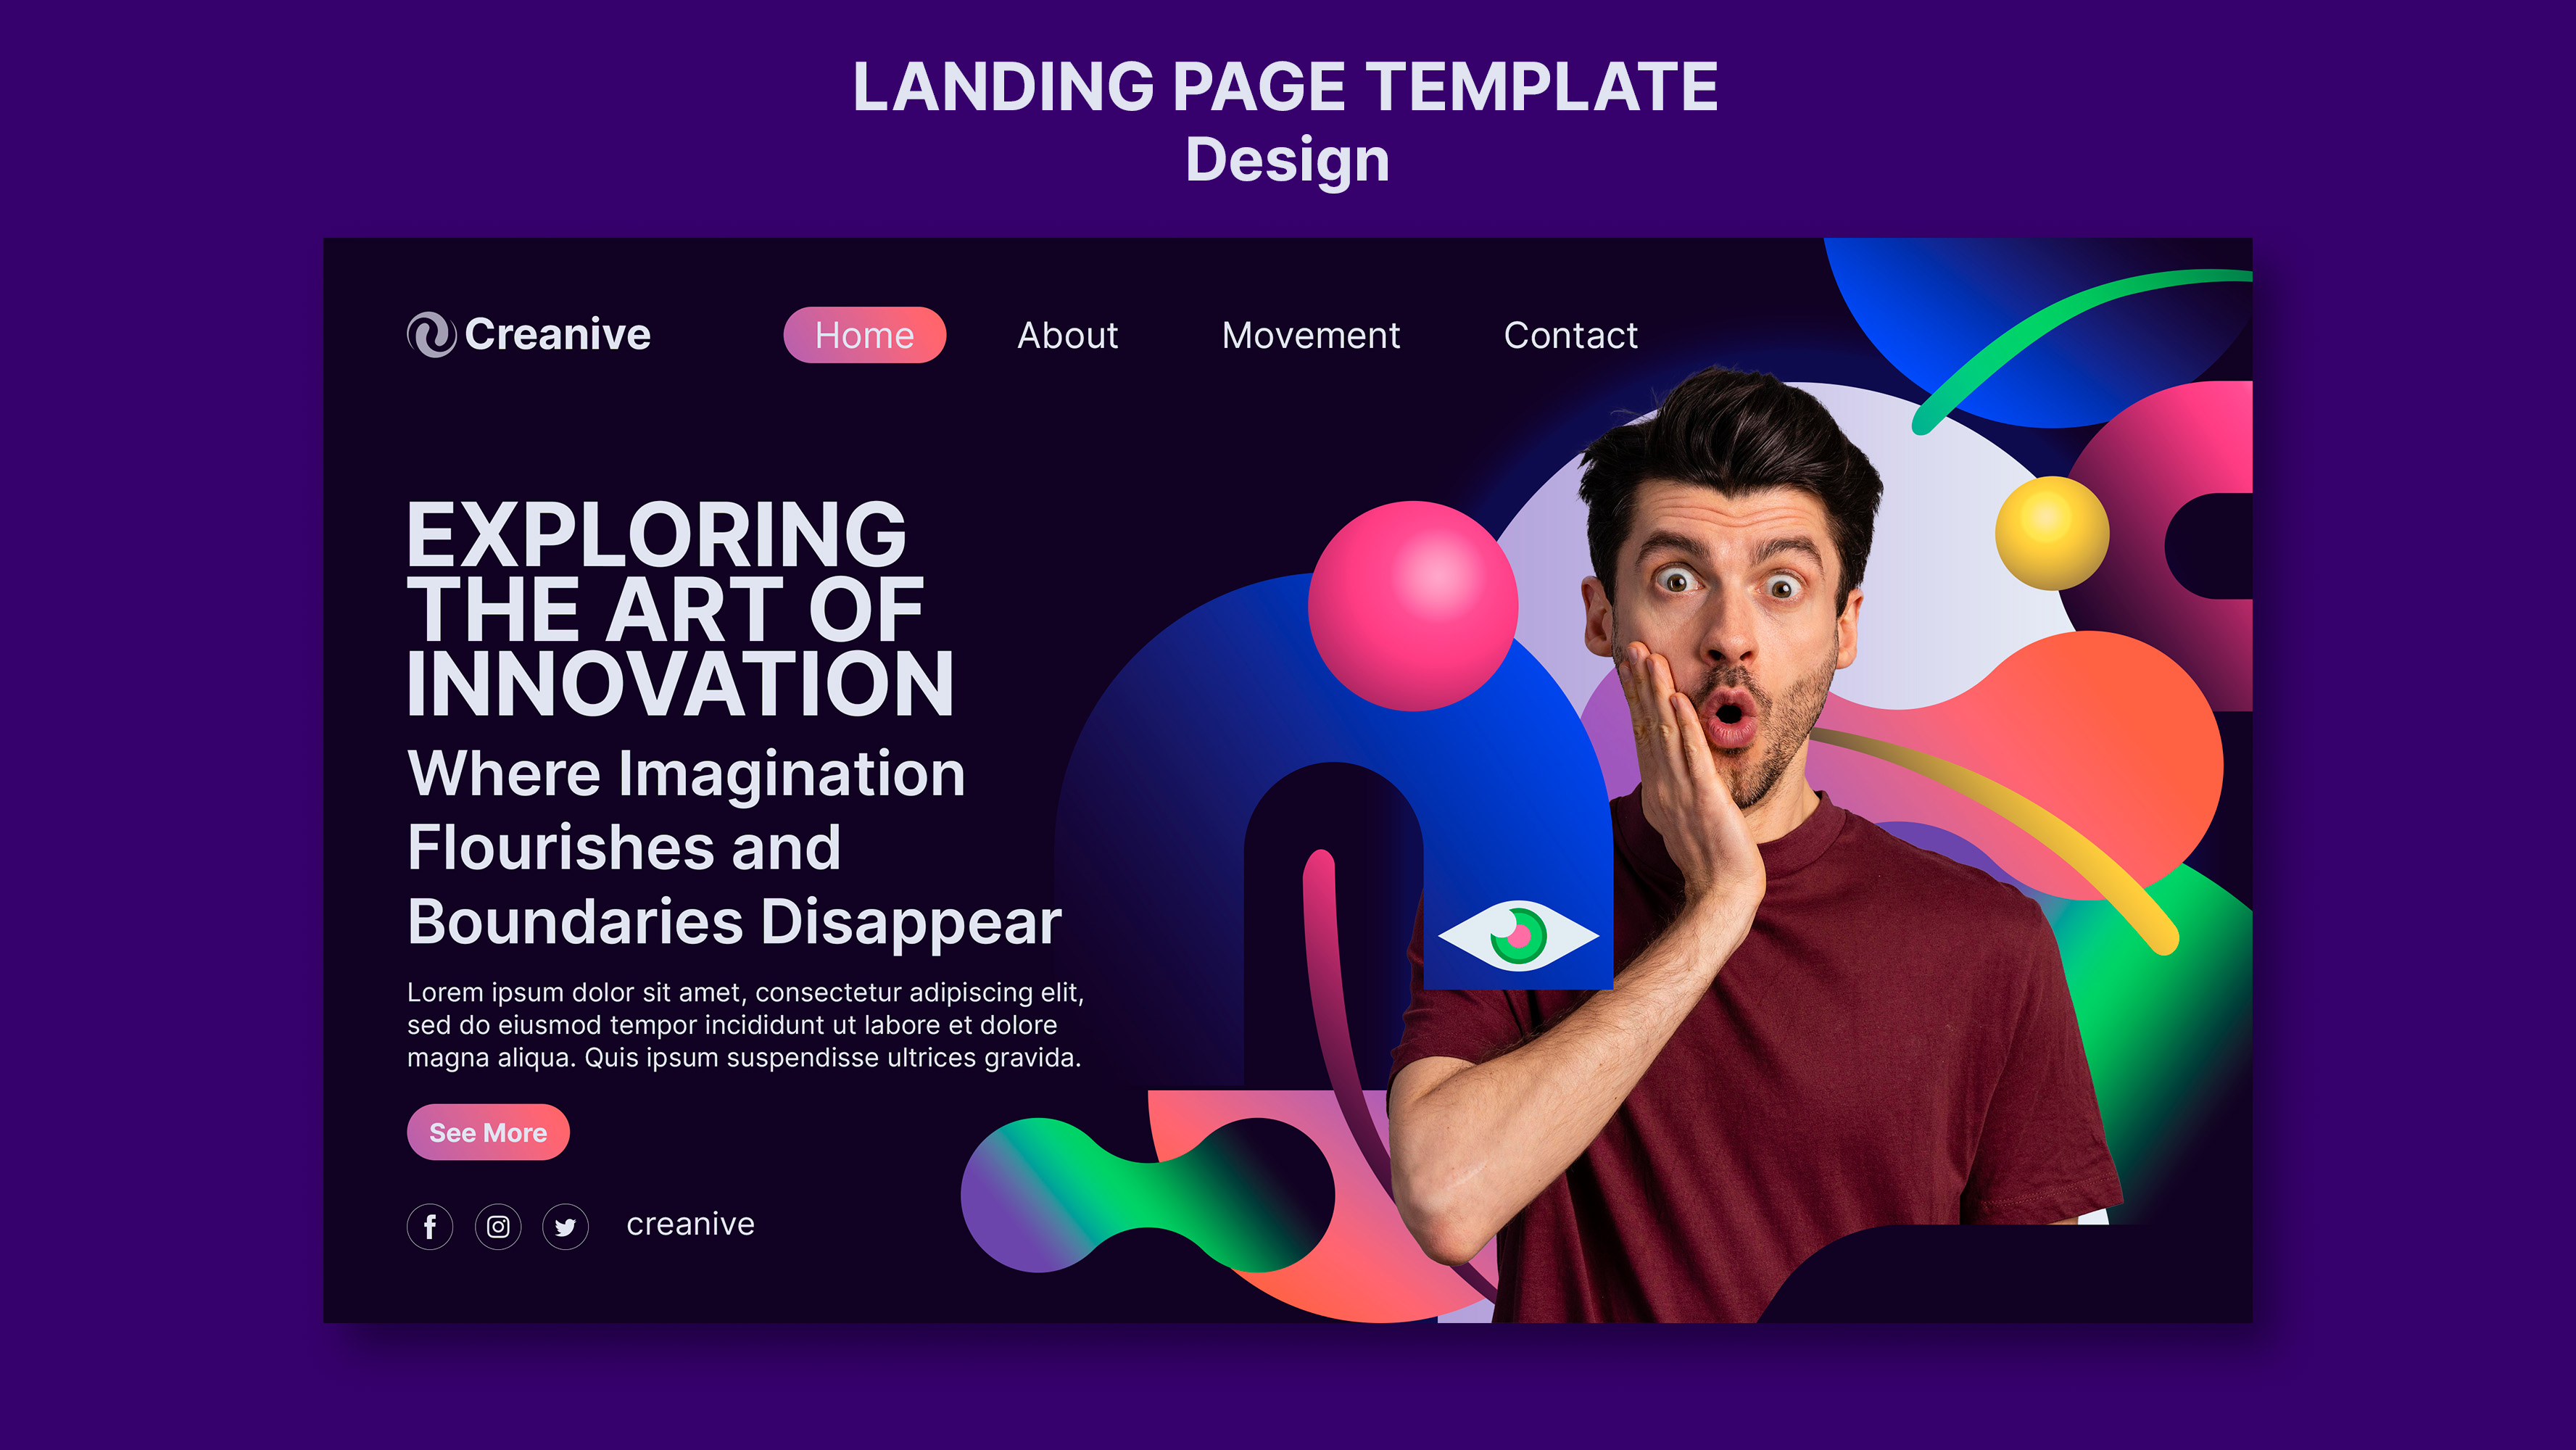 LANDING PAGE TEMPLATE
Design
Creanive
Home About Movement Contact
EXPLORING
THE ART OF
INNOVATION
Where Imagination
Flourishes and
Boundaries Disappear
Lorem ipsum dolor sit amet, consectetur adipiscing elit,
sed do eiusmod tempor incididunt ut labore et dolore
magna aliqua. Quis ipsum suspendisse ultrices gravida.
See More
creanive